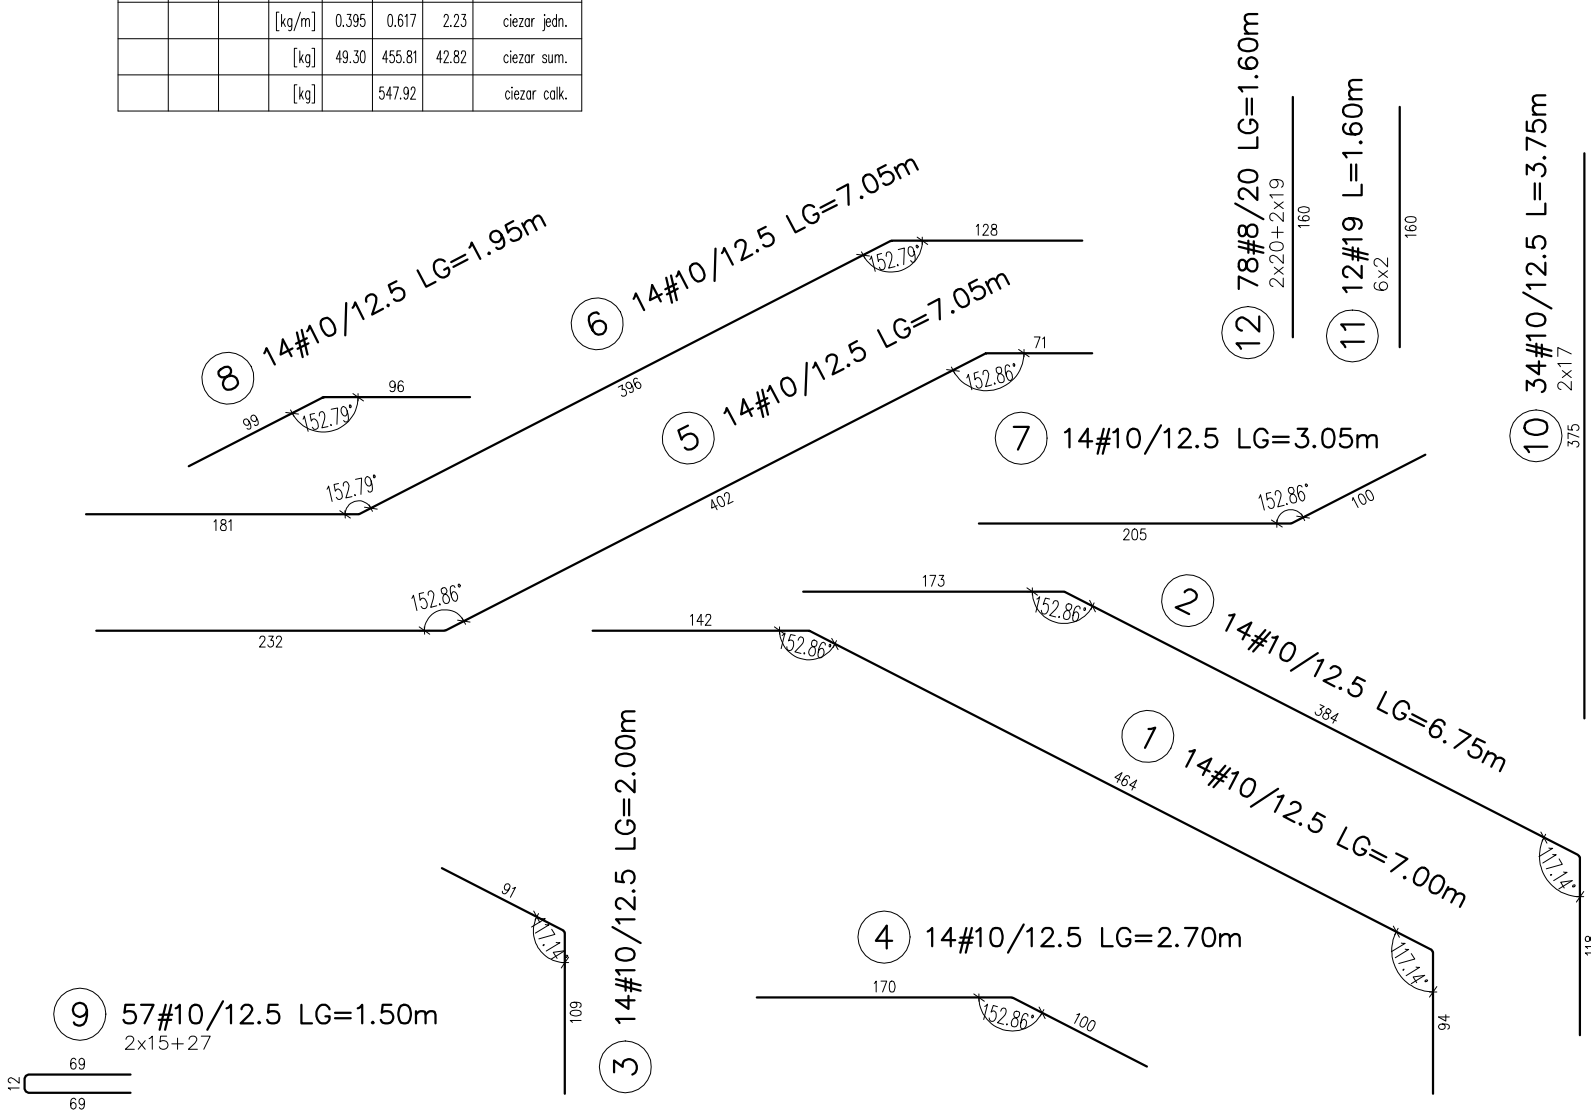 [kg/m] 0.395 0.617 2.23 ciezar jedn.
[kg] 49.30 455.81 42.82 ciezar sum.
[kg] 547.92 ciezar calk.
8 14#10/12.5 LG=1.95m
99
96
152.79°
6 14#10/12.5 LG=7.05m
128
152.79°
396
152.79°
181
5 14#10/12.5 LG=7.05m
71
152.86°
402
152.86°
232
12 78#8/20 LG=1.60m
2x20+2x19
160
11 12#19 L=1.60m
6x2
160
10 34#10/12.5 L=3.75m
2x17
375
7 14#10/12.5 LG=3.05m
152.86°
100
205
2 14#10/12.5 LG=6.75m
173
152.86°
384
117.14°
118
1 14#10/12.5 LG=7.00m
142
152.86°
464
117.14°
94
3 14#10/12.5 LG=2.00m
91
117.14°
109
4 14#10/12.5 LG=2.70m
170
152.86°
100
9 57#10/12.5 LG=1.50m
2x15+27
69
12
69